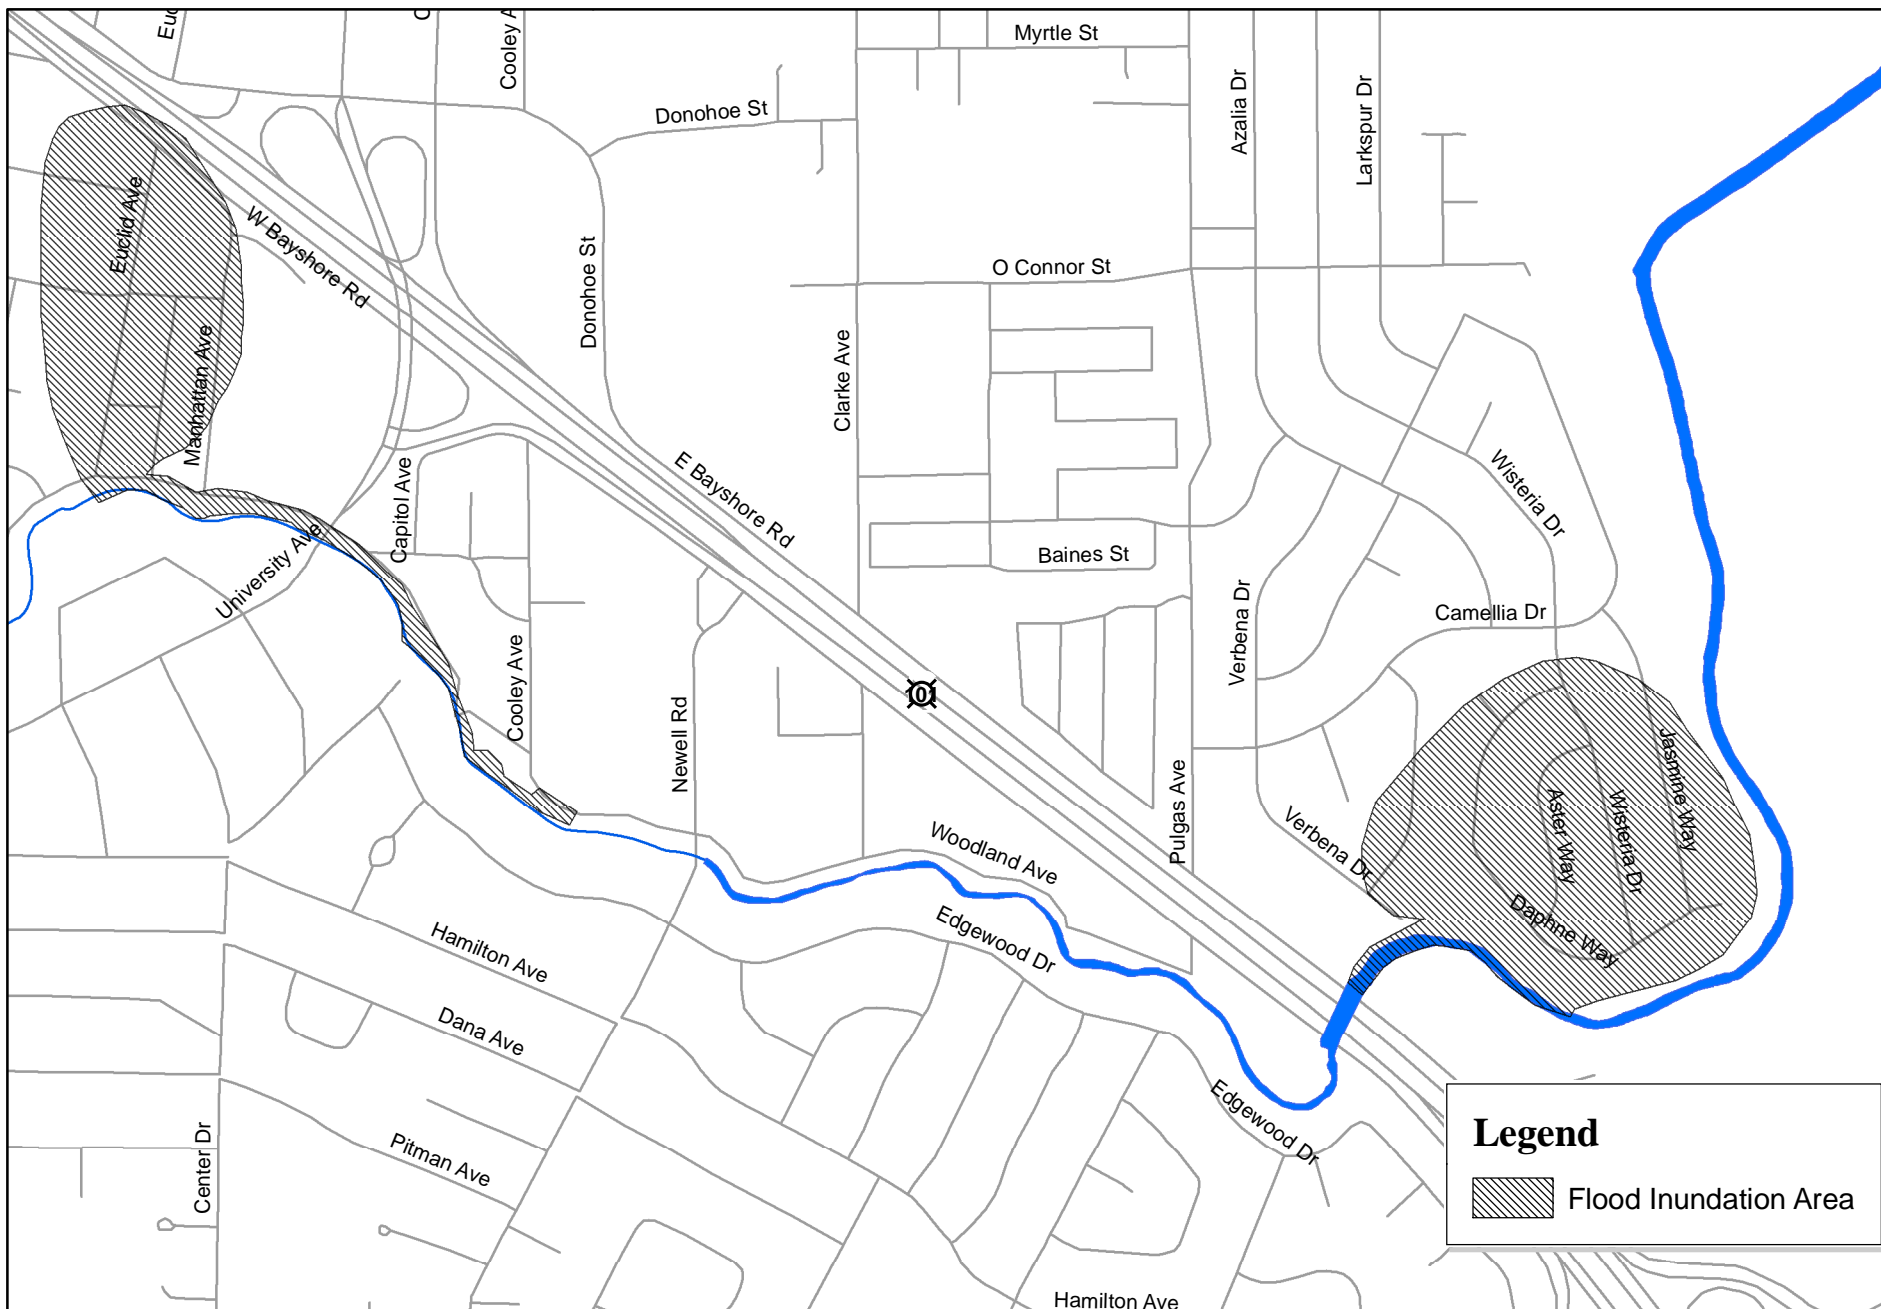 Euc
C
Cooley A
Myrtle St
Donohoe St
Azalia Dr
Larkspur Dr
Euclid Ave
W Bayshore Rd
Donohoe St
O Connor St
Manhattan Ave
Clarke Ave
Capitol Ave
E Bayshore Rd
Wisteria Dr
University Ave
Baines St
Verbena Dr
Camellia Dr
Cooley Ave
101
Newell Rd
Pulgas Ave
Jasmine Way
Aster Way
Wisteria Dr
Verbena Dr
Woodland Ave
Daphne Way
Hamilton Ave
Edgewood Dr
Dana Ave
Edgewood Dr
Center Dr
Pitman Ave
Hamilton Ave
Legend
Flood Inundation Area